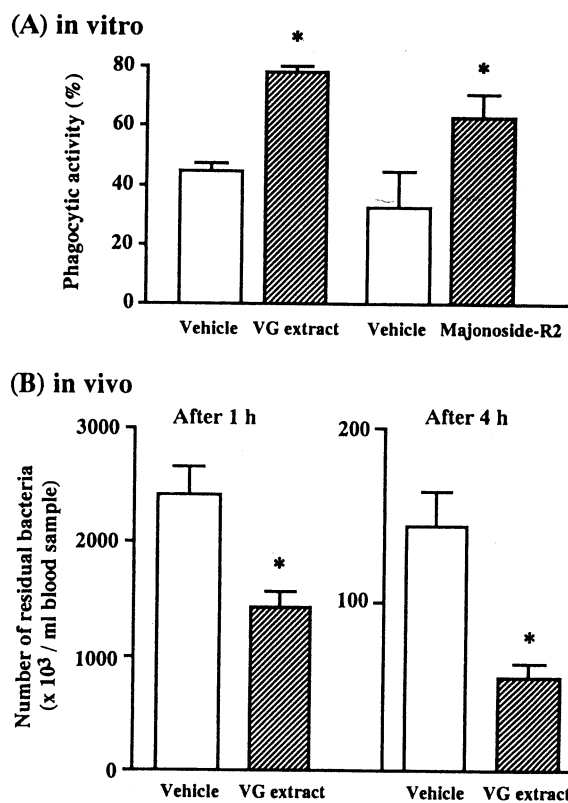 (A) in vitro
Phagocytic activity (%)
80
60
40
20
0
*
*
Vehicle VG extract Vehicle Majonoside-R2
(B) in vivo
Number of residual bacteria
(x 10³ / ml blood sample)
After 1 h
3000
2000
1000
0
*
Vehicle VG extract
After 4 h
200
100
*
Vehicle VG extract